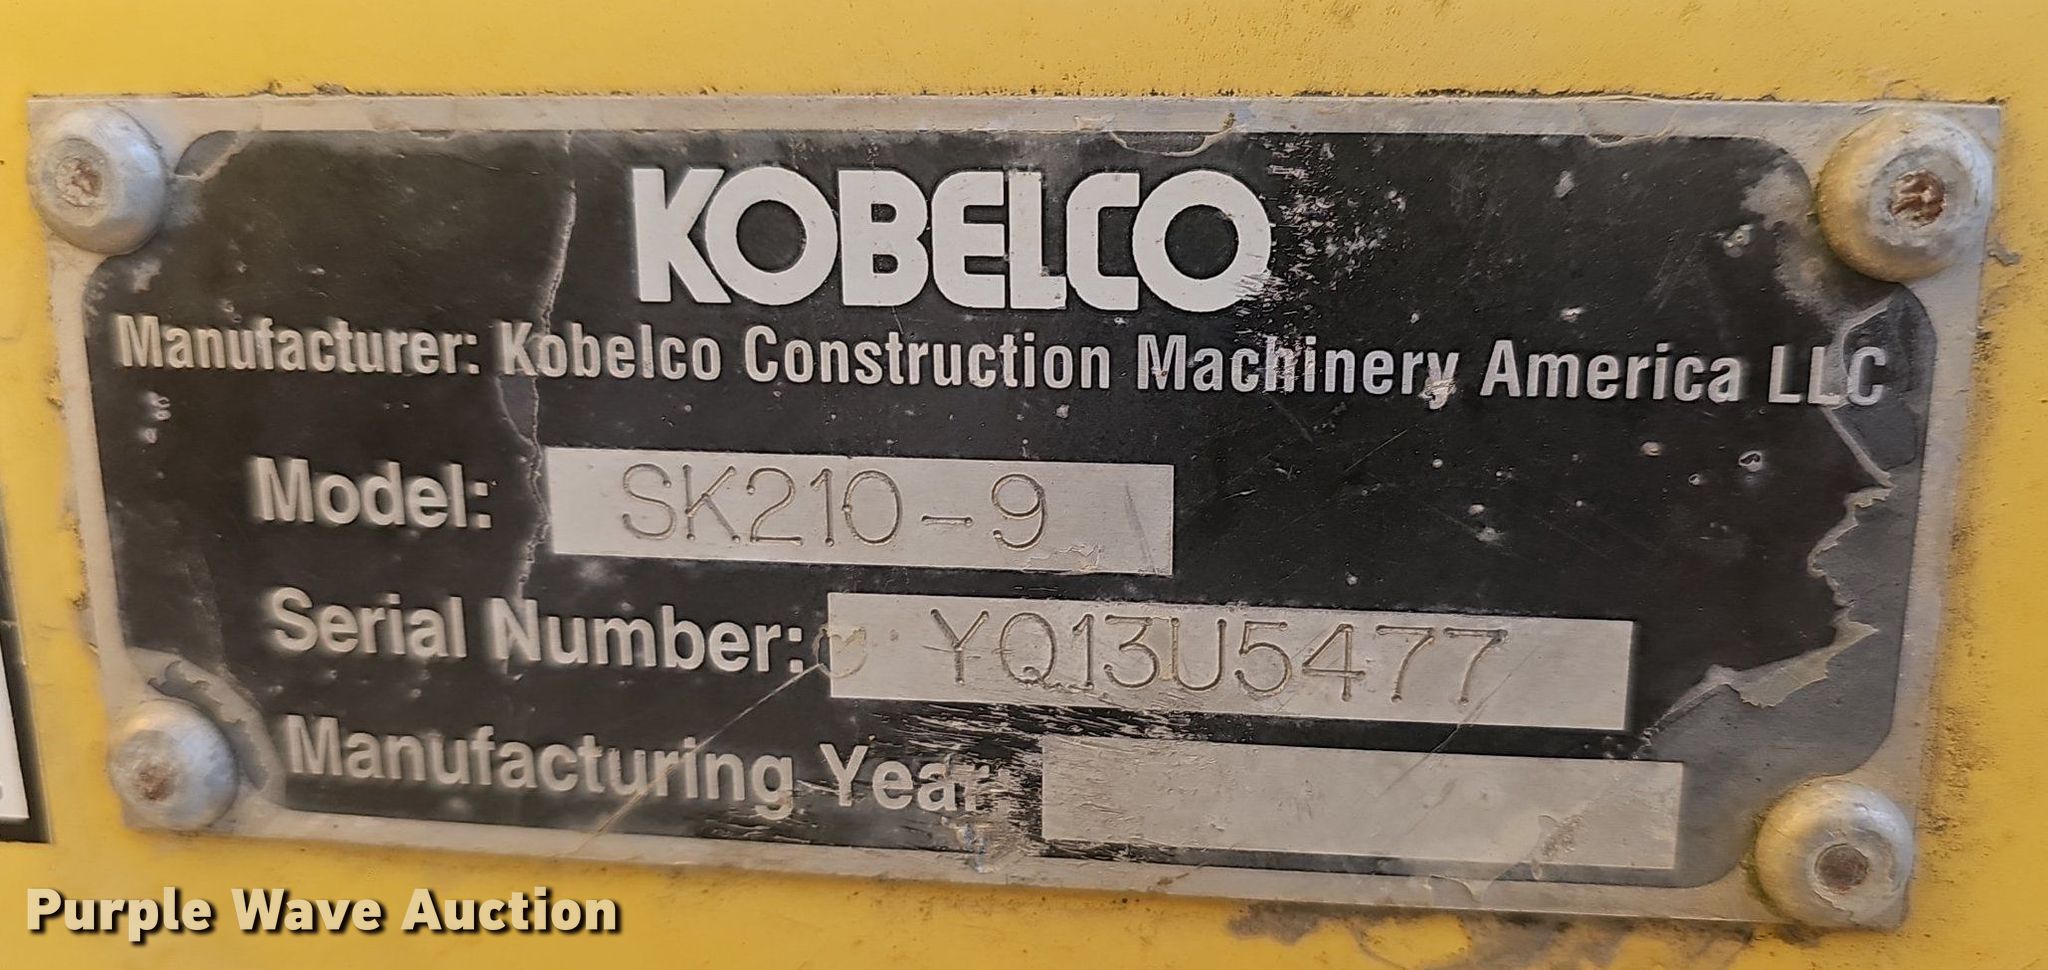 KOBELCO
Manufacturer: Kobelco Construction Machinery America LLC
Model: SK210-9
Serial Number: YQ13U5477
Manufacturing Year:
Purple Wave Auction